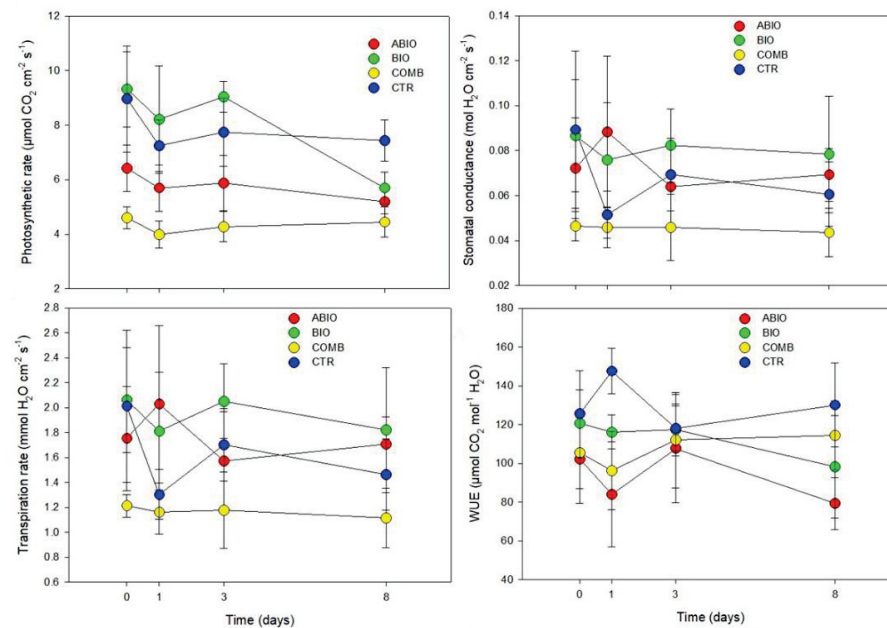 Photosynthetic rate (µmol CO₂ cm⁻² s⁻¹)
12
10
8
6
4
2
ABIO
BIO
COMB
CTR
Stomatal conductance (mol H₂O cm⁻² s⁻¹)
0.14
0.12
0.10
0.08
0.06
0.04
0.02
ABIO
BIO
COMB
CTR
Transpiration rate (mmol H₂O cm⁻² s⁻¹)
2.8
2.6
2.4
2.2
2.0
1.8
1.6
1.4
1.2
1.0
0.8
0.6
ABIO
BIO
COMB
CTR
0 1 3 8
Time (days)
WUE (µmol CO₂ mol⁻¹ H₂O)
180
160
140
120
100
80
60
40
ABIO
BIO
COMB
CTR
0 1 3 8
Time (days)